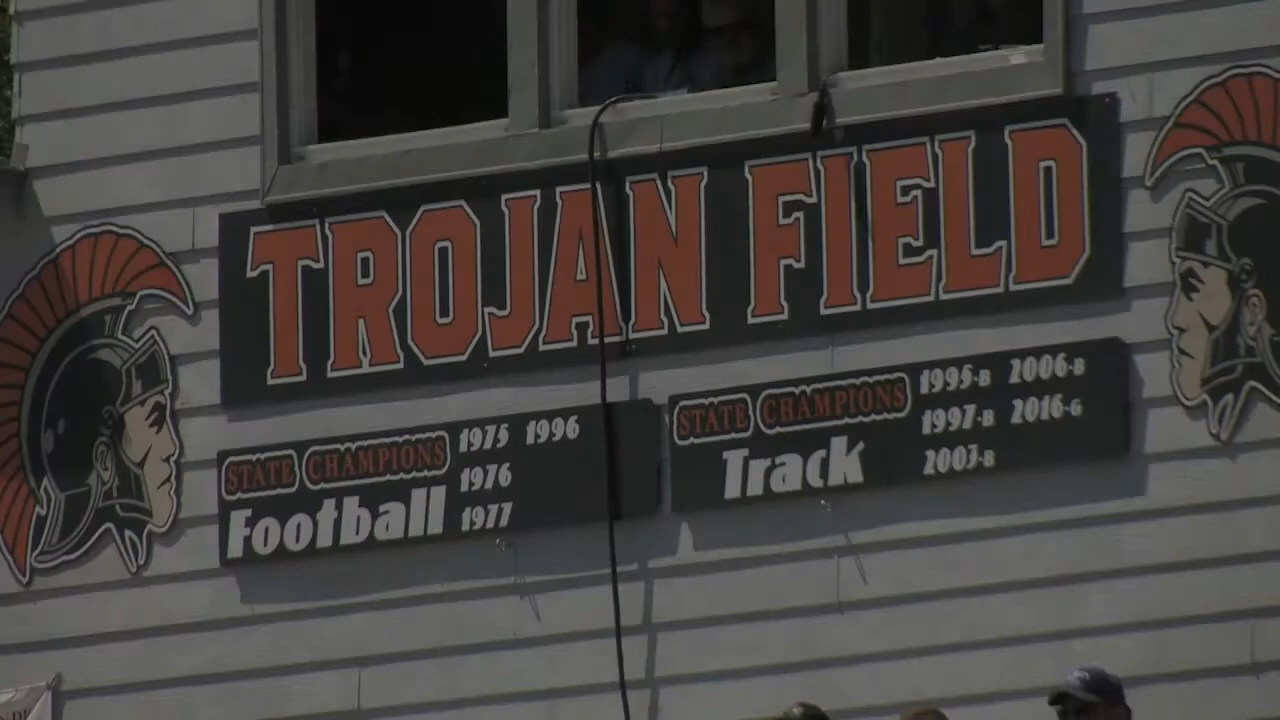 TROJAN FIELD
STATE CHAMPIONS
Football
1975 1996
1976
1977
STATE CHAMPIONS
Track
1995-B 2006-B
1997-B 2016-G
2003-B